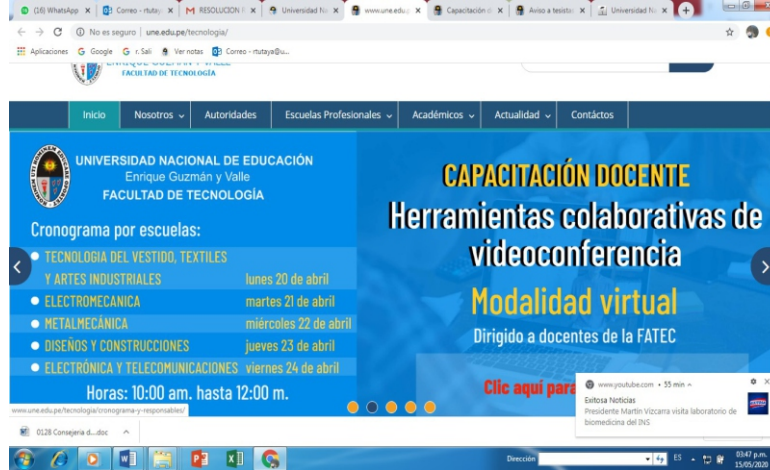 (16) WhatsApp
Correo - rtutay
RESOLUCION
Universidad
www.une.edu.p
Capacitación
Aviso a tesista
Universidad
No es seguro | une.edu.pe/tecnologia/
Aplicaciones Google r. Sali Ver notas Correo - rtutaya@u...
FACULTAD DE TECNOLOGÍA
Inicio Nosotros Autoridades Escuelas Profesionales Académicos Actualidad Contáctos
UNIVERSIDAD NACIONAL DE EDUCACIÓN
Enrique Guzmán y Valle
FACULTAD DE TECNOLOGÍA
Cronograma por escuelas:
TECNOLOGIA DEL VESTIDO, TEXTILES
Y ARTES INDUSTRIALES lunes 20 de abril
ELECTROMECANICA martes 21 de abril
METALMECÁNICA miércoles 22 de abril
DISEÑOS Y CONSTRUCCIONES jueves 23 de abril
ELECTRÓNICA Y TELECOMUNICACIONES viernes 24 de abril
Horas: 10:00 am. hasta 12:00 m.
CAPACITACIÓN DOCENTE
Herramientas colaborativas de
videoconferencia
Modalidad virtual
Dirigido a docentes de la FATEC
Clic aquí para
www.youtube.com • 55 min
Exitosa Noticias
Presidente Martín Vizcarra visita laboratorio de
biomedicina del INS
www.une.edu.pe/tecnologia/cronograma-y-responsables/
0128 Consejeria d....doc
Dirección
ES
03:47 p.m.
15/05/2020